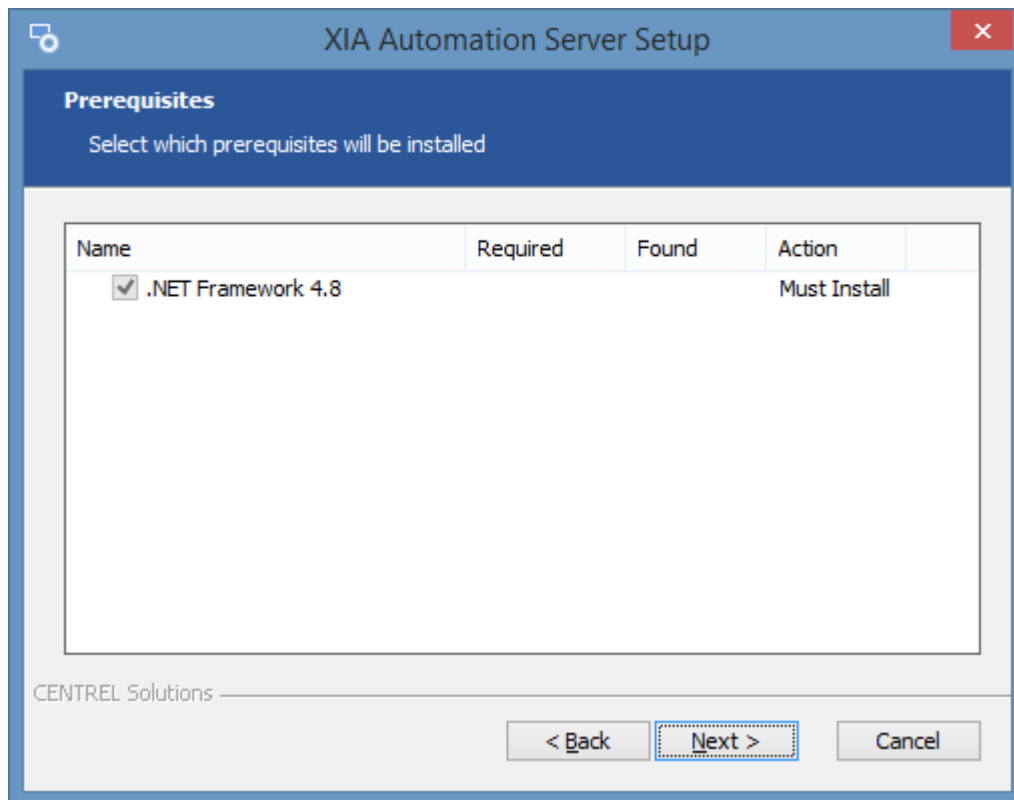 XIA Automation Server Setup
Prerequisites
Select which prerequisites will be installed
Name Required Found Action
.NET Framework 4.8 Must Install
CENTREL Solutions
< Back Next > Cancel